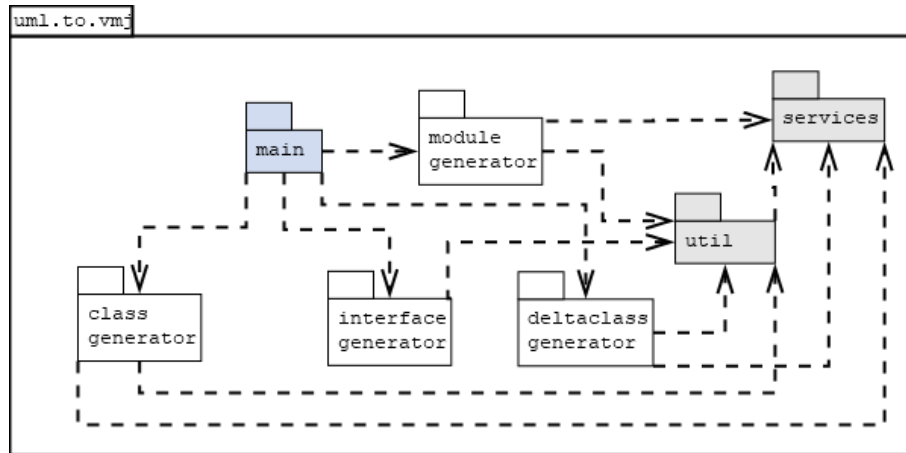 uml.to.vmj
services
module
generator
main
util
class
generator
interface
generator
deltaclass
generator